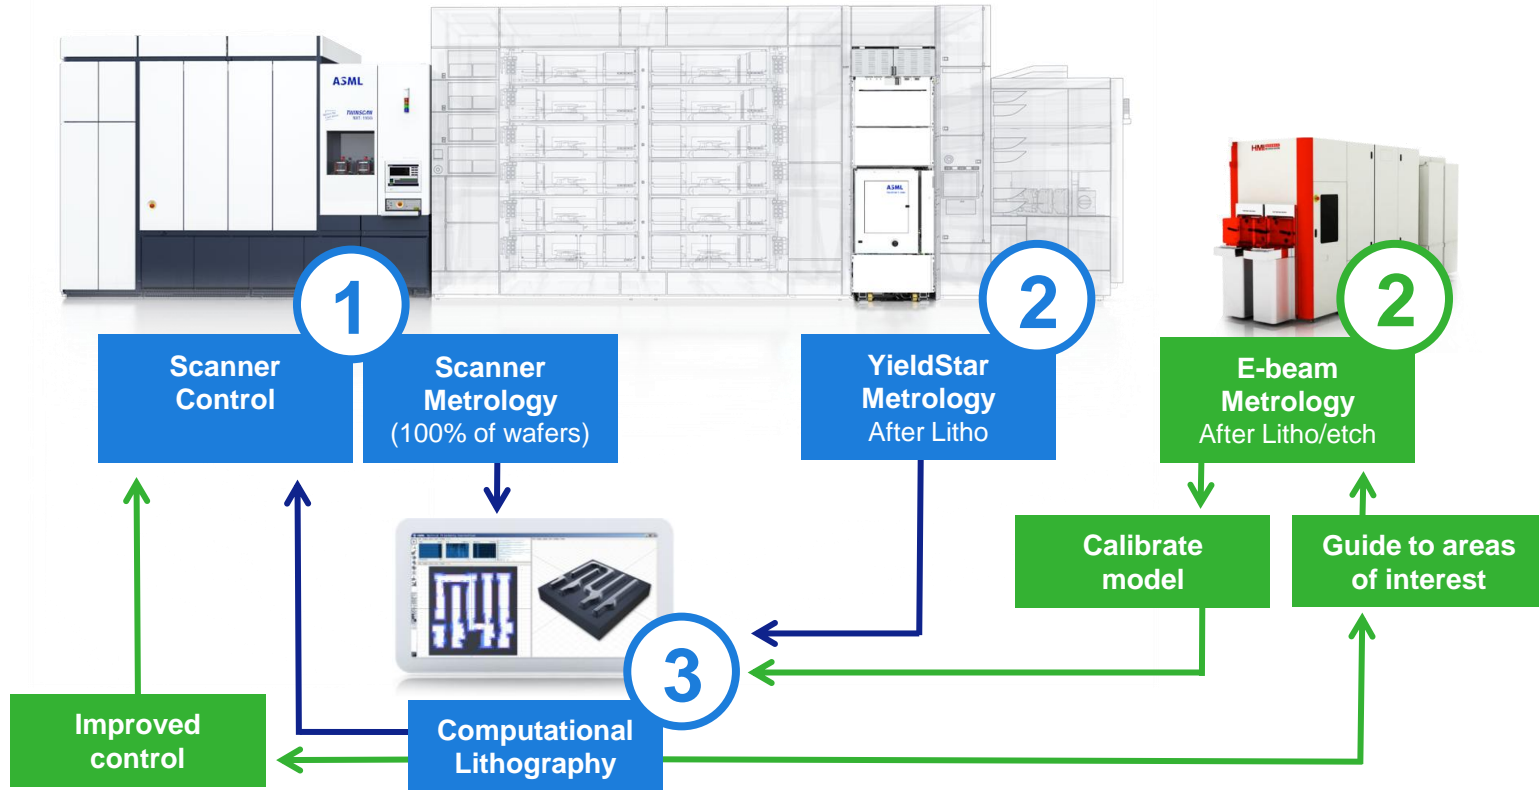 ASML
TWINSCAN
ASML
HMI
1
2
2
Scanner
Control
Scanner
Metrology
(100% of wafers)
YieldStar
Metrology
After Litho
E-beam
Metrology
After Litho/etch
Calibrate
model
Guide to areas
of interest
3
Improved
control
Computational
Lithography